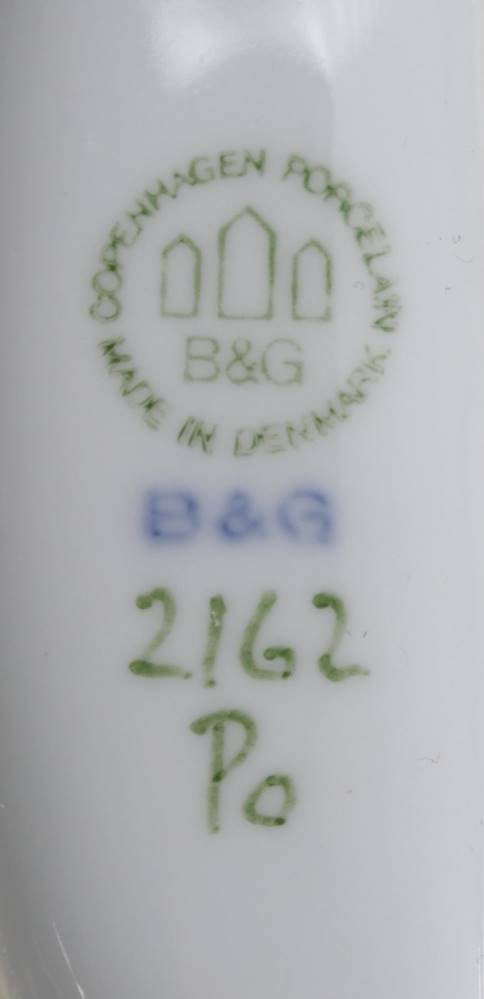 COPENHAGEN PORCELAIN
B&G
MADE IN DENMARK
B&G
2162
Po